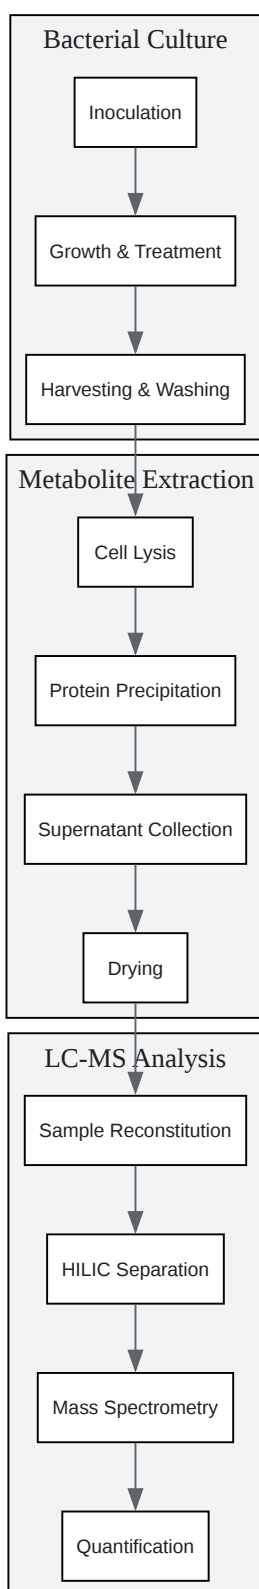 Bacterial Culture
Inoculation
Growth & Treatment
Harvesting & Washing
Metabolite Extraction
Cell Lysis
Protein Precipitation
Supernatant Collection
Drying
LC-MS Analysis
Sample Reconstitution
HILIC Separation
Mass Spectrometry
Quantification